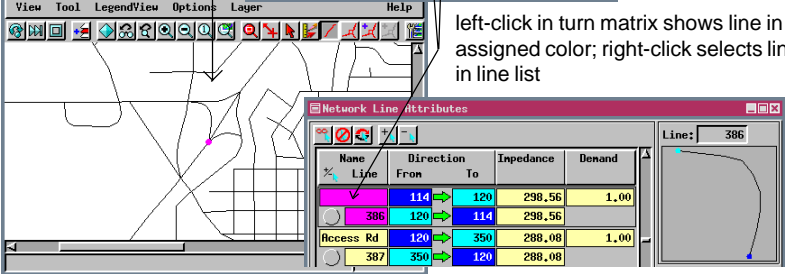 View Tool LegendView Options Layer Help
left-click in turn matrix shows line in
assigned color; right-click selects lin
in line list
Network Line Attributes
Line: 386
Name Direction Impedance Demand
Line From To
114 120 298.56 1.00
386 120 114 298.56
Access Rd 120 350 288.08 1.00
387 350 120 288.08